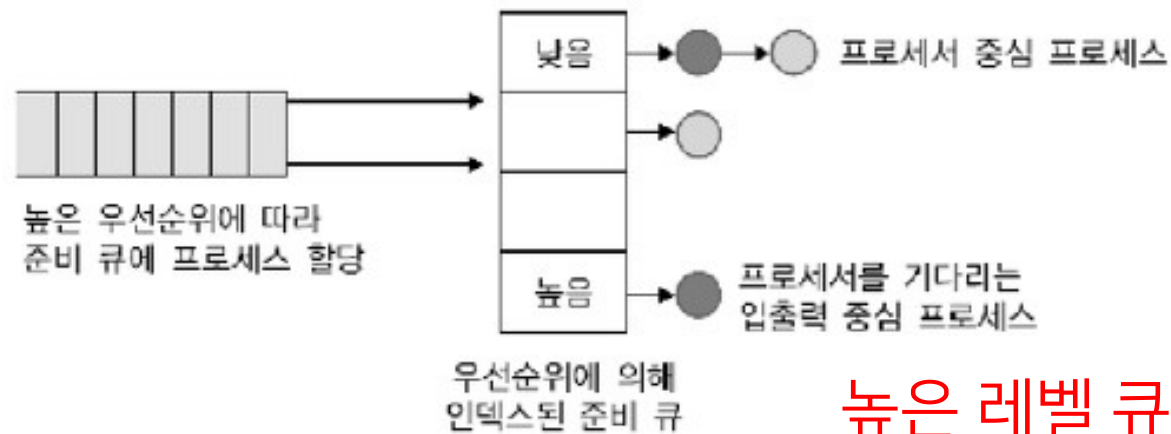 낮음
프로세서 중심 프로세스
높은 우선순위에 따라
준비 큐에 프로세스 할당
높음
프로세서를 기다리는
입출력 중심 프로세스
우선순위에 의해
인덱스된 준비 큐
높은 레벨 큐